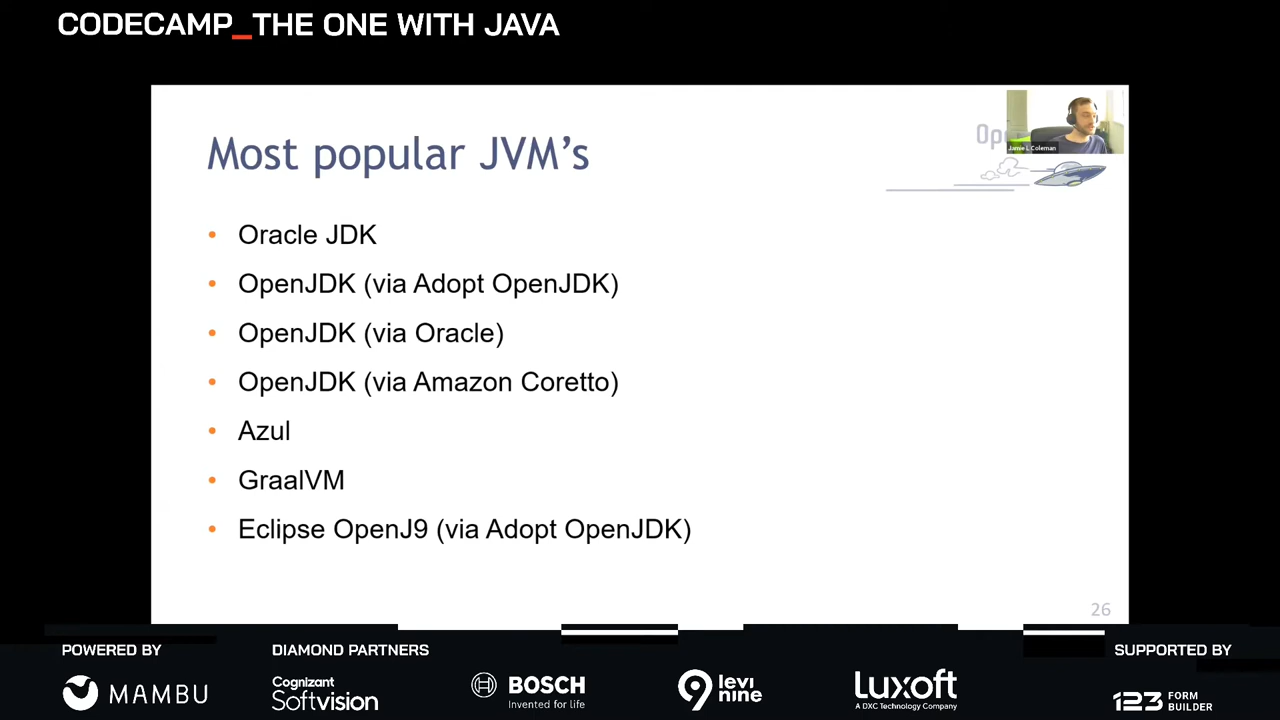 CODECAMP_THE ONE WITH JAVA
Most popular JVM's
Ope
Jamie L Coleman
• Oracle JDK
• OpenJDK (via Adopt OpenJDK)
• OpenJDK (via Oracle)
• OpenJDK (via Amazon Coretto)
• Azul
• GraalVM
• Eclipse OpenJ9 (via Adopt OpenJDK)
26
POWERED BY
MAMBU
DIAMOND PARTNERS
Cognizant
Softvision
BOSCH
Invented for life
9 levi
nine
Luxoft
A DXC Technology Company
SUPPORTED BY
123 FORM
BUILDER